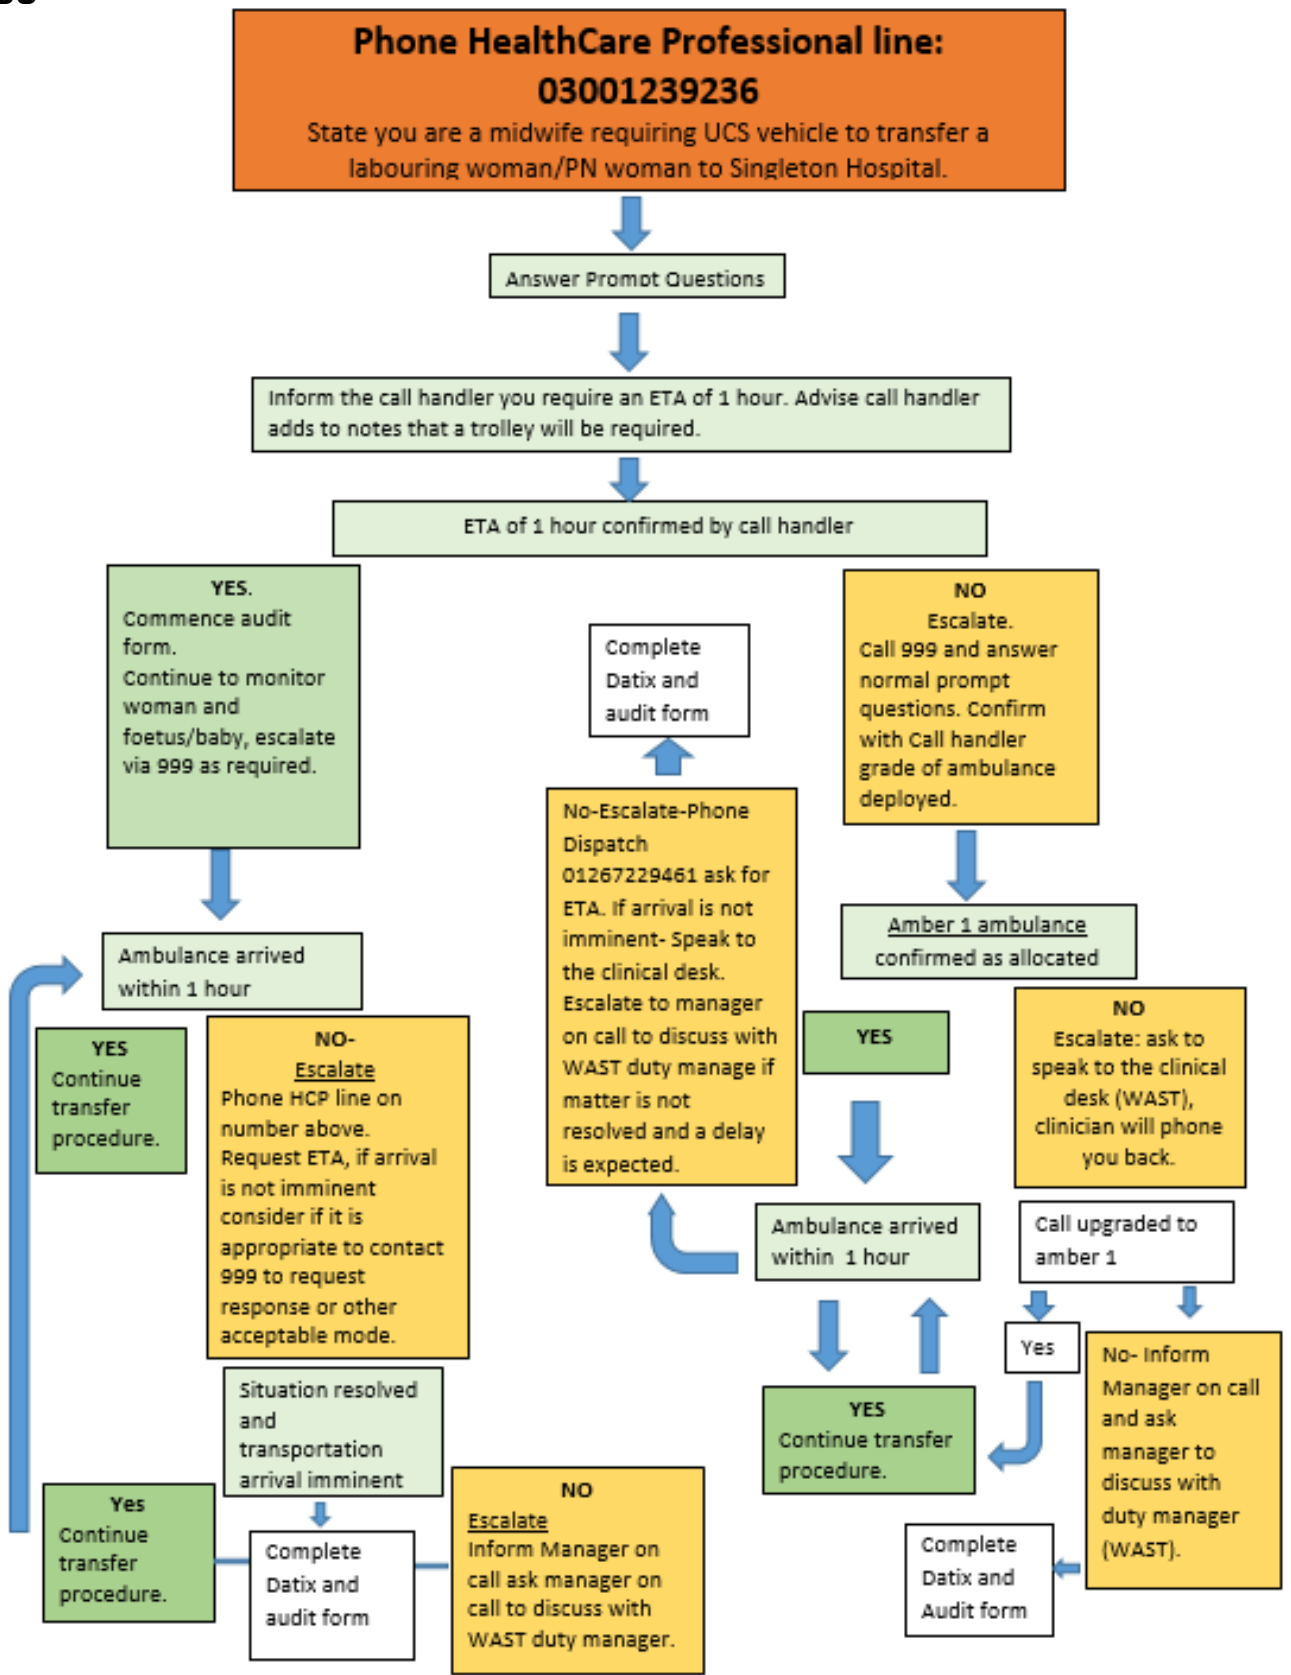 Phone HealthCare Professional line:
03001239236
State you are a midwife requiring UCS vehicle to transfer a
labouring woman/PN woman to Singleton Hospital.
Answer Prompt Questions
Inform the call handler you require an ETA of 1 hour. Advise call handler
adds to notes that a trolley will be required.
ETA of 1 hour confirmed by call handler
YES.
Commence audit
form.
Continue to monitor
woman and
foetus/baby, escalate
via 999 as required.
Ambulance arrived
within 1 hour
YES
Continue
transfer
procedure.
NO-
Escalate
Phone HCP line on
number above.
Request ETA, if arrival
is not imminent
consider if it is
appropriate to contact
999 to request
response or other
acceptable mode.
Situation resolved
and
transportation
arrival imminent
Yes
Continue
transfer
procedure.
Complete
Datix and
audit form
NO
Escalate
Inform Manager on
call ask manager on
call to discuss with
WAST duty manager.
NO
Escalate.
Call 999 and answer
normal prompt
questions. Confirm
with Call handler
grade of ambulance
deployed.
Amber 1 ambulance
confirmed as allocated
YES
Ambulance arrived
within 1 hour
YES
Continue transfer
procedure.
No-Escalate-Phone
Dispatch
01267229461 ask for
ETA. If arrival is not
imminent- Speak to
the clinical desk.
Escalate to manager
on call to discuss with
WAST duty manage if
matter is not
resolved and a delay
is expected.
Complete
Datix and
audit form
NO
Escalate: ask to
speak to the clinical
desk (WAST),
clinician will phone
you back.
Call upgraded to
amber 1
Yes
No- Inform
Manager on call
and ask
manager to
discuss with
duty manager
(WAST).
Complete
Datix and
Audit form